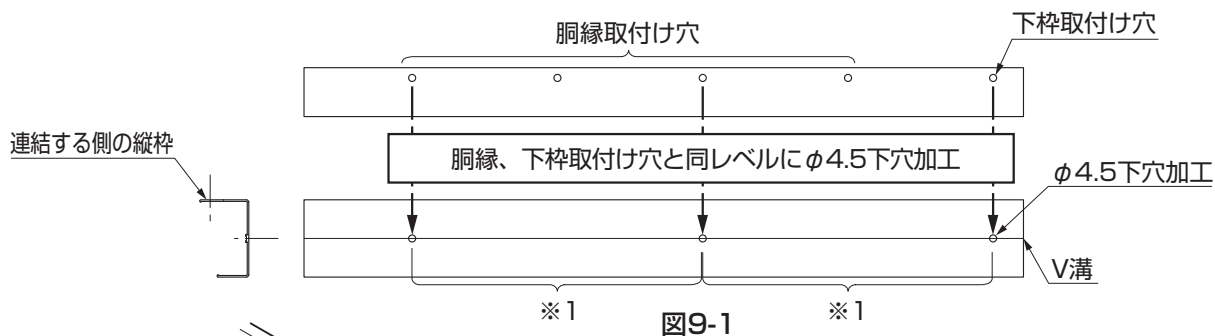 胴縁取付け穴
下枠取付け穴
連結する側の縦枠
胴縁、下枠取付け穴と同レベルにφ4.5下穴加工
φ4.5下穴加工
V溝
※1
※1
図9-1